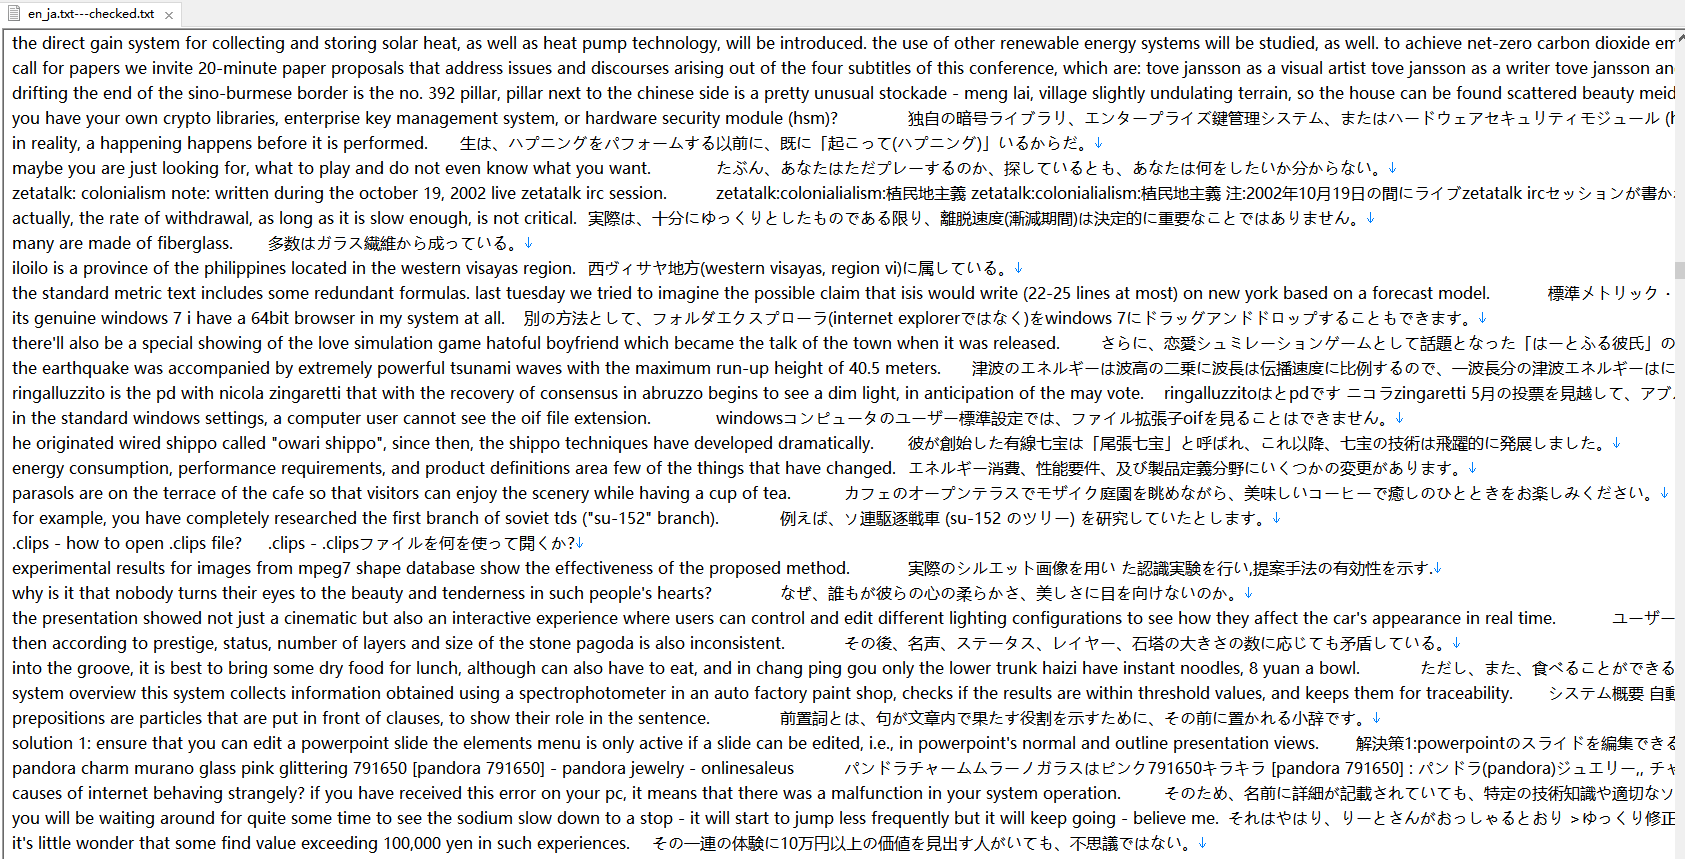 en_ja.txt---checked.txt
the direct gain system for collecting and storing solar heat, as well as heat pump technology, will be introduced. the use of other renewable energy systems will be studied, as well. to achieve net-zero carbon dioxide em
call for papers we invite 20-minute paper proposals that address issues and discourses arising out of the four subtitles of this conference, which are: tove jansson as a visual artist tove jansson as a writer tove jansson an
drifting the end of the sino-burmese border is the no. 392 pillar, pillar next to the chinese side is a pretty unusual stockade - meng lai, village slightly undulating terrain, so the house can be found scattered beauty meid
you have your own crypto libraries, enterprise key management system, or hardware security module (hsm)? 独自の暗号ライブラリ、エンタープライズ鍵管理システム、またはハードウェアセキュリティモジュール (h
in reality, a happening happens before it is performed. 生は、ハプニングをパフォームする以前に、既に「起こって(ハプニング)」いるからだ。↓
maybe you are just looking for, what to play and do not even know what you want. たぶん、あなたはただプレーするのか、探しているとも、あなたは何をしたいか分からない。↓
zetatalk: colonialism note: written during the october 19, 2002 live zetatalk irc session. zetatalk:colonialialism:植民地主義 zetatalk:colonialialism:植民地主義 注:2002年10月19日の間にライブzetatalk ircセッションが書か
actually, the rate of withdrawal, as long as it is slow enough, is not critical. 実際は、十分にゆっくりとしたものである限り、離脱速度(漸減期間)は決定的に重要なことではありません。↓
many are made of fiberglass. 多数はガラス繊維から成っている。↓
iloilo is a province of the philippines located in the western visayas region. 西ヴィサヤ地方(western visayas, region vi)に属している。↓
the standard metric text includes some redundant formulas. last tuesday we tried to imagine the possible claim that isis would write (22-25 lines at most) on new york based on a forecast model. 標準メトリック・
its genuine windows 7 i have a 64bit browser in my system at all. 別の方法として、フォルダエクスプローラ(internet explorerではなく)をwindows 7にドラッグアンドドロップすることもできます。↓
there'll also be a special showing of the love simulation game hatoful boyfriend which became the talk of the town when it was released. さらに、恋愛シュミレーションゲームとして話題となった「はーとふる彼氏」の
the earthquake was accompanied by extremely powerful tsunami waves with the maximum run-up height of 40.5 meters. 津波のエネルギーは波高の二乗に波長は伝播速度に比例するので、一波長分の津波エネルギーはに
ringalluzzito is the pd with nicola zingaretti that with the recovery of consensus in abruzzo begins to see a dim light, in anticipation of the may vote. ringalluzzitoはとpdです ニコラzingaretti 5月の投票を見越して、アブ
in the standard windows settings, a computer user cannot see the oif file extension. windowsコンピュータのユーザー標準設定では、ファイル拡張子oifを見ることはできません。↓
he originated wired shippo called "owari shippo", since then, the shippo techniques have developed dramatically. 彼が創始した有線七宝は「尾張七宝」と呼ばれ、これ以降、七宝の技術は飛躍的に発展しました。↓
energy consumption, performance requirements, and product definitions area few of the things that have changed. エネルギー消費、性能要件、及び製品定義分野にいくつかの変更があります。↓
parasols are on the terrace of the cafe so that visitors can enjoy the scenery while having a cup of tea. カフェのオープンテラスでモザイク庭園を眺めながら、美味しいコーヒーで癒しのひとときをお楽しみください。↓
for example, you have completely researched the first branch of soviet tds ("su-152" branch). 例えば、ソ連駆逐戦車 (su-152 のツリー) を研究していたとします。↓
.clips - how to open .clips file? .clips - .clipsファイルを何を使って開くか?↓
experimental results for images from mpeg7 shape database show the effectiveness of the proposed method. 実際のシルエット画像を用い た認識実験を行い,提案手法の有効性を示す.↓
why is it that nobody turns their eyes to the beauty and tenderness in such people's hearts? なぜ、誰もが彼らの心の柔らかさ、美しさに目を向けないのか。↓
the presentation showed not just a cinematic but also an interactive experience where users can control and edit different lighting configurations to see how they affect the car's appearance in real time. ユーザー
then according to prestige, status, number of layers and size of the stone pagoda is also inconsistent. その後、名声、ステータス、レイヤー、石塔の大きさの数に応じても矛盾している。↓
into the groove, it is best to bring some dry food for lunch, although can also have to eat, and in chang ping gou only the lower trunk haizi have instant noodles, 8 yuan a bowl. ただし、また、食べることができる
system overview this system collects information obtained using a spectrophotometer in an auto factory paint shop, checks if the results are within threshold values, and keeps them for traceability. システム概要 自動
prepositions are particles that are put in front of clauses, to show their role in the sentence. 前置詞とは、句が文章内で果たす役割を示すために、その前に置かれる小辞です。↓
solution 1: ensure that you can edit a powerpoint slide the elements menu is only active if a slide can be edited, i.e., in powerpoint's normal and outline presentation views. 解決策1:powerpointのスライドを編集できる
pandora charm murano glass pink glittering 791650 [pandora 791650] - pandora jewelry - onlinesaleus パンドラチャームムラーノガラスはピンク791650キラキラ [pandora 791650] : パンドラ(pandora)ジュエリー,, チャ
causes of internet behaving strangely? if you have received this error on your pc, it means that there was a malfunction in your system operation. そのため、名前に詳細が記載されていても、特定の技術知識や適切なソ
you will be waiting around for quite some time to see the sodium slow down to a stop - it will start to jump less frequently but it will keep going - believe me. それはやはり、りーとさんがおっしゃるとおり >ゆっくり修正
it's little wonder that some find value exceeding 100,000 yen in such experiences. その一連の体験に10万円以上の価値を見出す人がいても、不思議ではない。↓